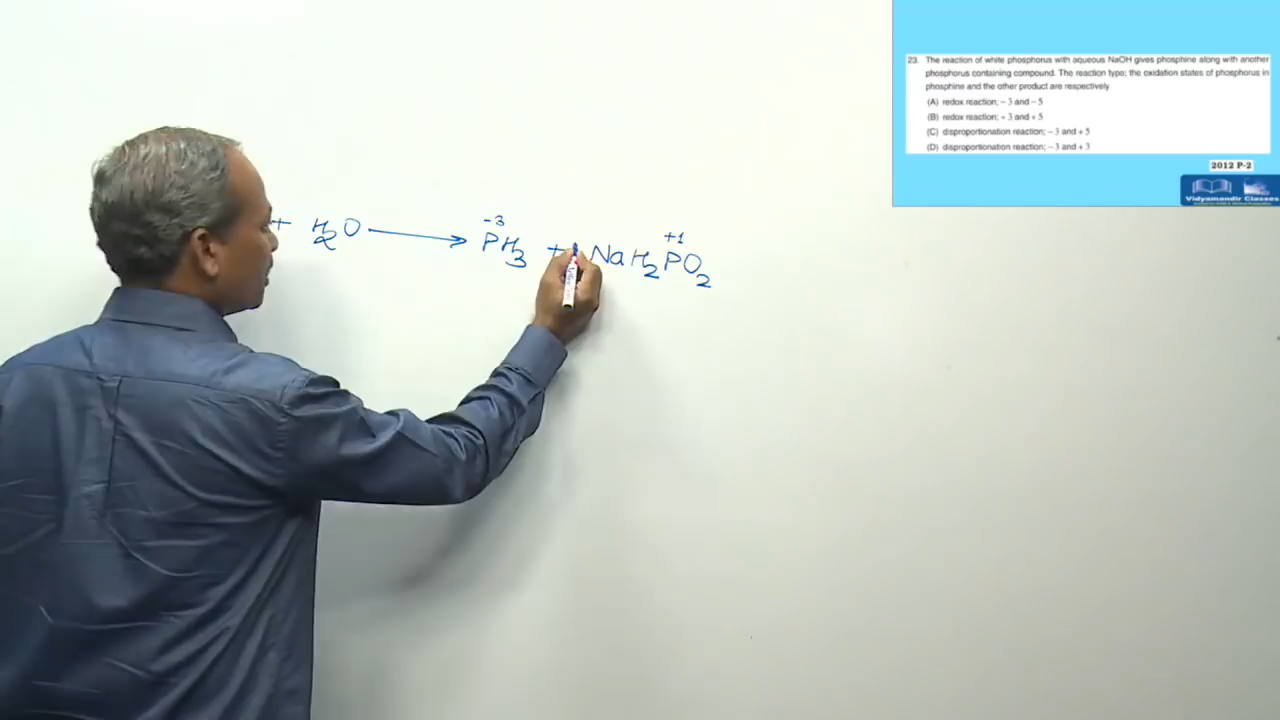 + H2O ⟶ PH3 + NaH2PO2
-3
+1
23. The reaction of white phosphorus with aqueous NaOH gives phosphine along with another
phosphorus containing compound. The reaction type; the oxidation states of phosphorus in
phosphine and the other product are respectively
(A) redox reaction; – 3 and – 5
(B) redox reaction; + 3 and + 5
(C) disproportionation reaction; – 3 and + 5
(D) disproportionation reaction; – 3 and + 3
2012 P-2
Vidyamandir Classes